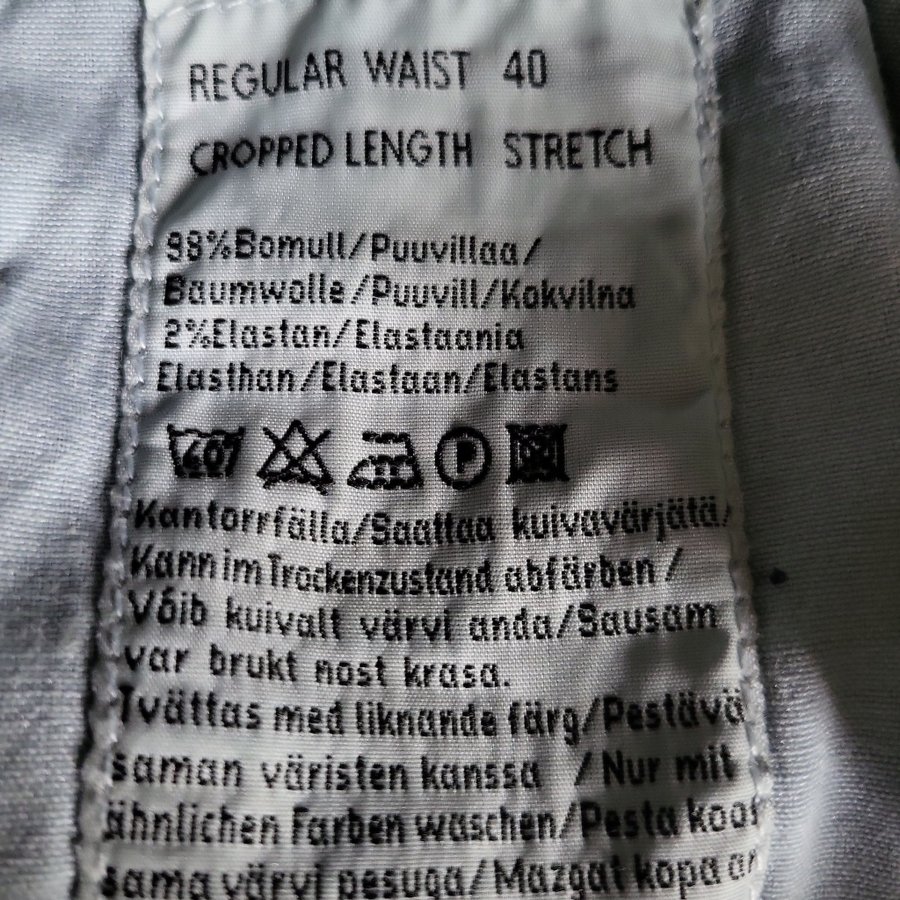 REGULAR WAIST 40
CROPPED LENGTH STRETCH
98%Bomull/Puuvillaa/
Baumwolle/Puuvill/Kokvilna
2%Elastan/Elastaania
Elasthan/Elastaan/Elastans
40 P
Kantorrfälla/Saattaa kuivavärjätä/
Kann im Trockenzustand abfärben/
Võib kuivalt värvi anda/Sausam
var brukt nost krasa.
Tvättas med liknande färg/Pestävä
saman väristen kanssa /Nur mit
ähnlichen Farben waschen/Pesta koos
sama värvi pesuga/Mazgat kopa ar